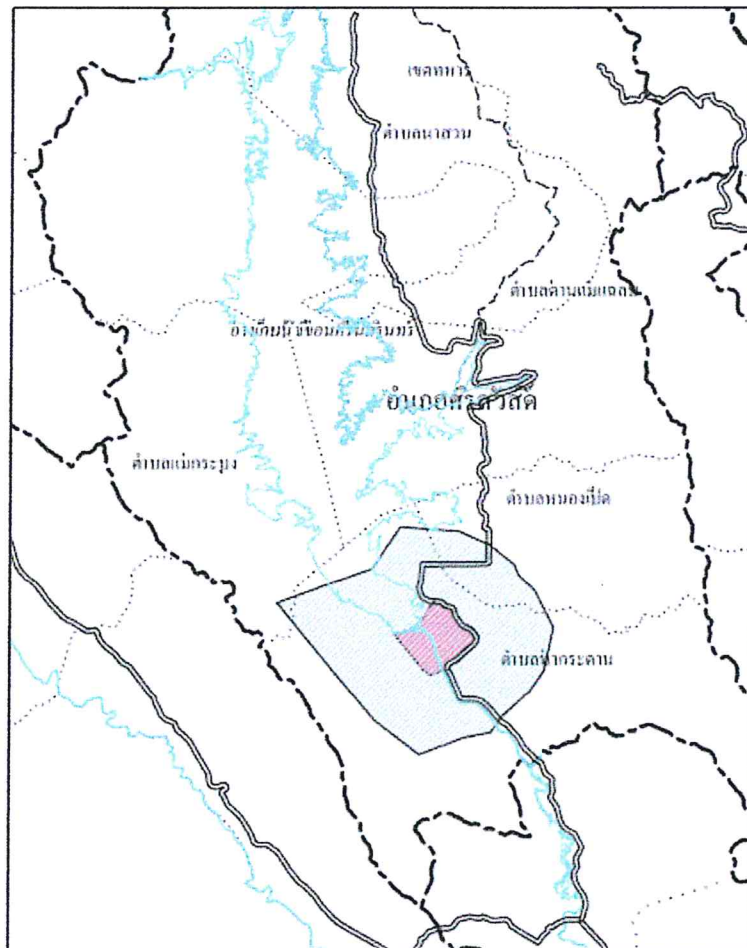 เขตทหาร
ตำบลนาสวน
ตำบลด่านแม่แฉลบ
อ่างเก็บน้ำเขื่อนศรีนครินทร์
อำเภอศรีสวัสดิ์
ตำบลแม่กระบุง
ตำบลหนองเป็ด
ตำบลท่ากระดาน